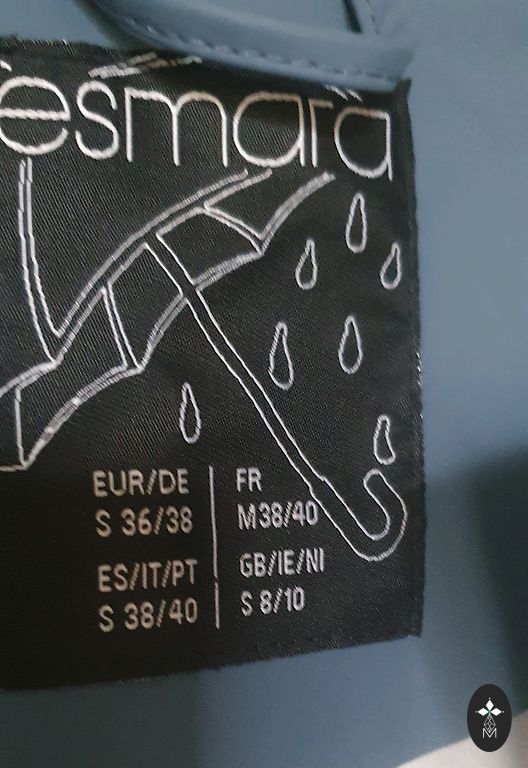 esmara
EUR/DE
S 36/38
FR
M38/40
ES/IT/PT
S 38/40
GB/IE/NI
S 8/10
M